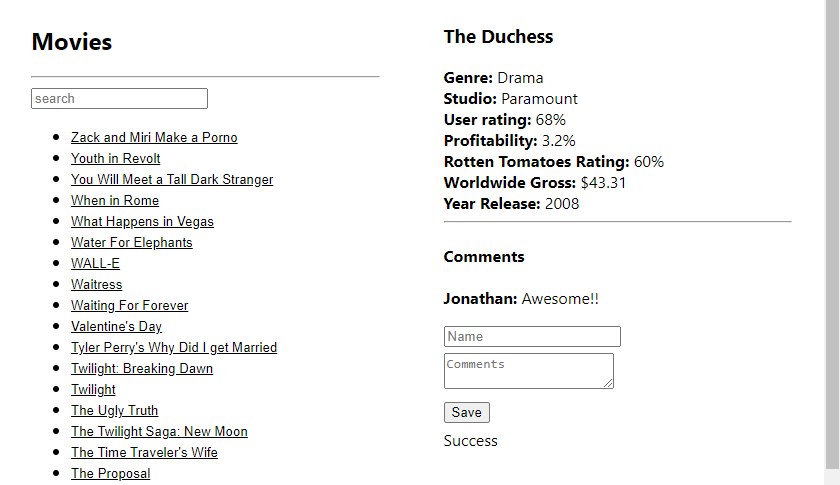 Movies
search
Zack and Miri Make a Porno
Youth in Revolt
You Will Meet a Tall Dark Stranger
When in Rome
What Happens in Vegas
Water For Elephants
WALL-E
Waitress
Waiting For Forever
Valentine's Day
Tyler Perry's Why Did I get Married
Twilight: Breaking Dawn
Twilight
The Ugly Truth
The Twilight Saga: New Moon
The Time Traveler's Wife
The Proposal
The Duchess
Genre: Drama
Studio: Paramount
User rating: 68%
Profitability: 3.2%
Rotten Tomatoes Rating: 60%
Worldwide Gross: $43.31
Year Release: 2008
Comments
Jonathan: Awesome!!
Name
Comments
Save
Success